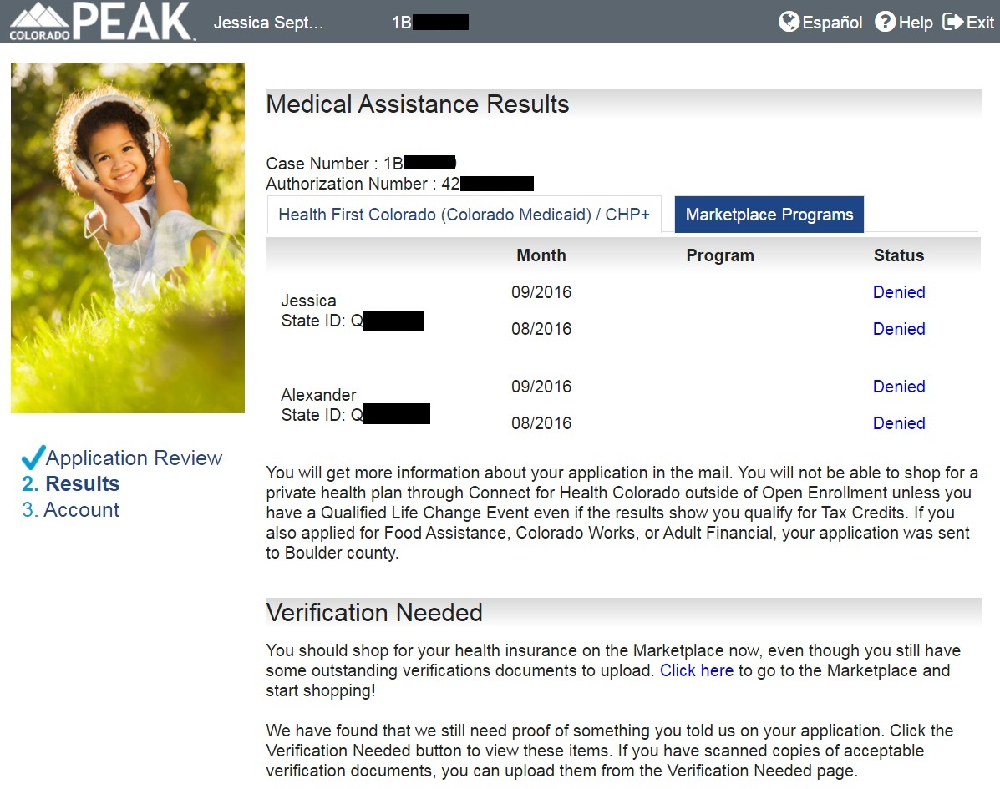 COLORADO PEAK Jessica Sept... 1B Español Help Exit
Medical Assistance Results
Case Number : 1B
Authorization Number : 42
Health First Colorado (Colorado Medicaid) / CHP+ Marketplace Programs
Month Program Status
Jessica
State ID: Q
09/2016 Denied
08/2016 Denied
Alexander
State ID: Q
09/2016 Denied
08/2016 Denied
Application Review
2. Results
3. Account
You will get more information about your application in the mail. You will not be able to shop for a
private health plan through Connect for Health Colorado outside of Open Enrollment unless you
have a Qualified Life Change Event even if the results show you qualify for Tax Credits. If you
also applied for Food Assistance, Colorado Works, or Adult Financial, your application was sent
to Boulder county.
Verification Needed
You should shop for your health insurance on the Marketplace now, even though you still have
some outstanding verifications documents to upload. Click here to go to the Marketplace and
start shopping!
We have found that we still need proof of something you told us on your application. Click the
Verification Needed button to view these items. If you have scanned copies of acceptable
verification documents, you can upload them from the Verification Needed page.